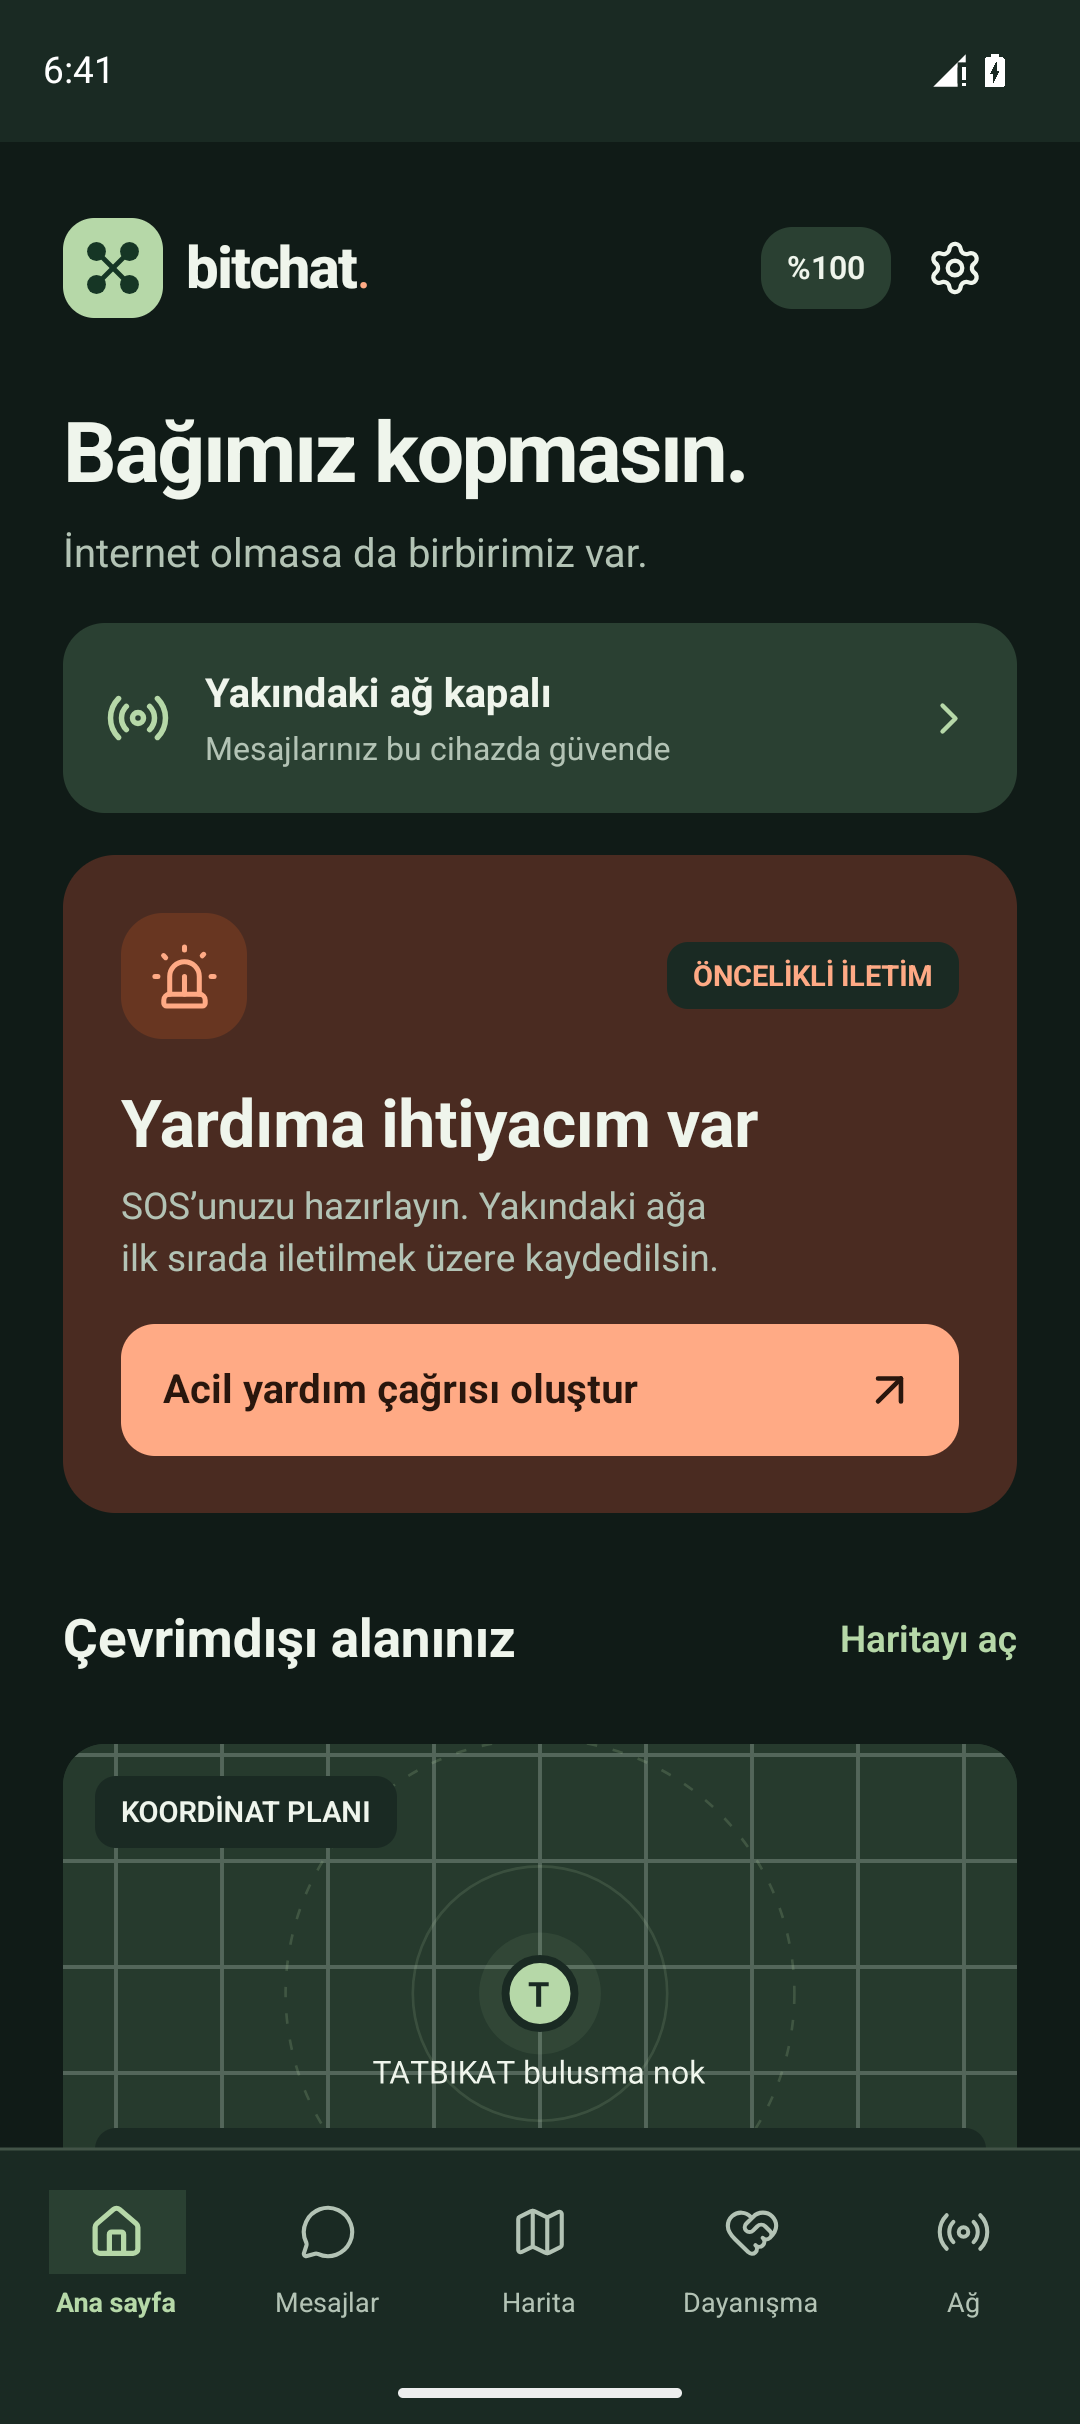 6:41
bitchat.
%100
Bağımız kopmasın.
İnternet olmasa da birbirimiz var.
Yakındaki ağ kapalı
Mesajlarınız bu cihazda güvende
ÖNCELİKLİ İLETİM
Yardıma ihtiyacım var
SOS’unuzu hazırlayın. Yakındaki ağa
ilk sırada iletilmek üzere kaydedilsin.
Acil yardım çağrısı oluştur
Çevrimdışı alanınız
Haritayı aç
KOORDİNAT PLANI
T
TATBIKAT bulusma nok
Ana sayfa
Mesajlar
Harita
Dayanışma
Ağ